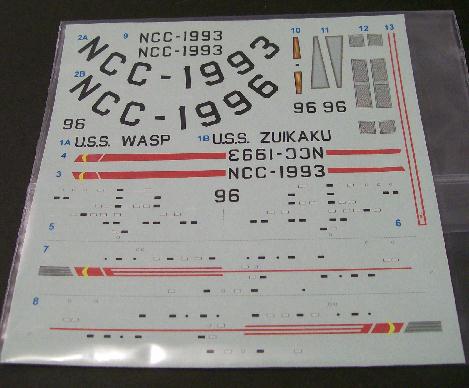 2A 9 NCC-1993
NCC-1993
10 11 12 13
NCC-1993
2B
NCC-1996
96
96 96
1A U.S.S. WASP 1B U.S.S. ZUIKAKU
4 NCC-1993
3 NCC-1993
96
5 6
7
8